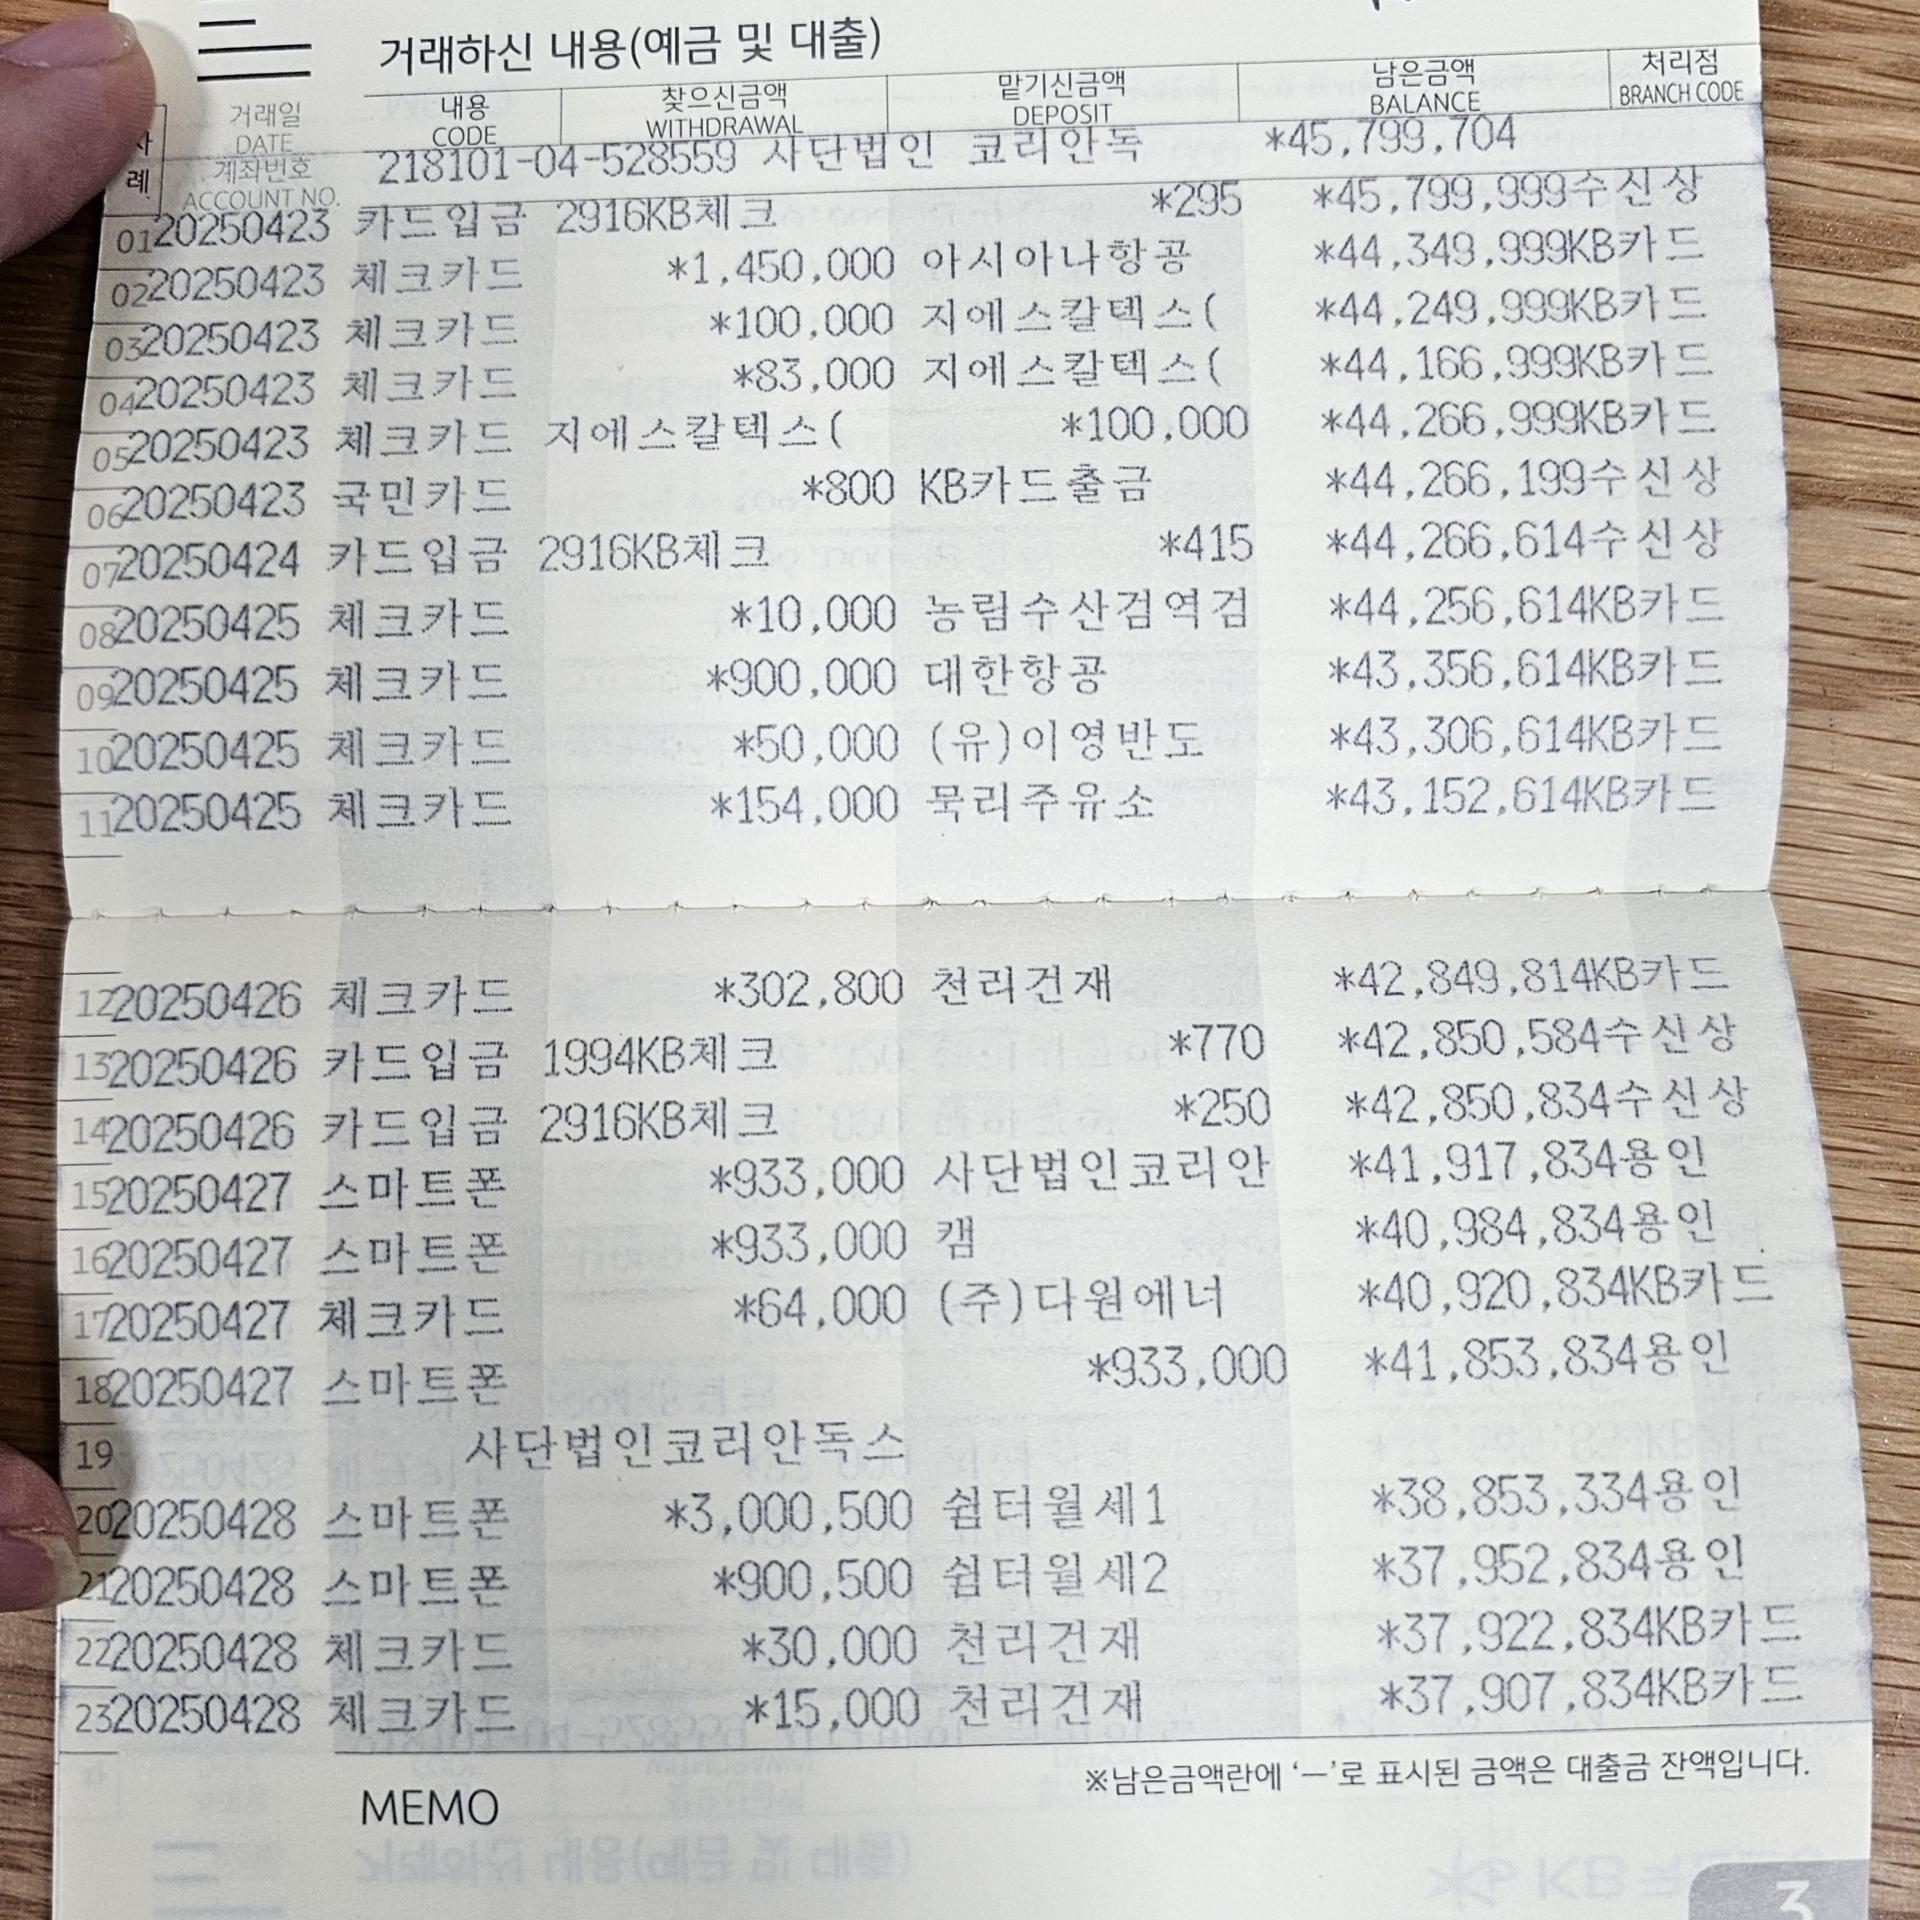 거래하신 내용(예금 및 대출)
거래일 내용 찾으신금액 맡기신금액 남은금액 처리점
DATE CODE WITHDRAWAL DEPOSIT BALANCE BRANCH CODE
계좌번호 218101-04-528559 사단법인 코리안독 *45,799,704
례 ACCOUNT NO.
01 20250423 카드입금 2916KB체크 *295 *45,799,999수신상
02 20250423 체크카드 *1,450,000 아시아나항공 *44,349,999KB카드
03 20250423 체크카드 *100,000 지에스칼텍스( *44,249,999KB카드
04 20250423 체크카드 *83,000 지에스칼텍스( *44,166,999KB카드
05 20250423 체크카드 지에스칼텍스( *100,000 *44,266,999KB카드
06 20250423 국민카드 *800 KB카드출금 *44,266,199수신상
07 20250424 카드입금 2916KB체크 *415 *44,266,614수신상
08 20250425 체크카드 *10,000 농림수산검역검 *44,256,614KB카드
09 20250425 체크카드 *900,000 대한항공 *43,356,614KB카드
10 20250425 체크카드 *50,000 (유)이영반도 *43,306,614KB카드
11 20250425 체크카드 *154,000 묵리주유소 *43,152,614KB카드
12 20250426 체크카드 *302,800 천리건재 *42,849,814KB카드
13 20250426 카드입금 1994KB체크 *770 *42,850,584수신상
14 20250426 카드입금 2916KB체크 *250 *42,850,834수신상
15 20250427 스마트폰 *933,000 사단법인코리안 *41,917,834용인
16 20250427 스마트폰 *933,000 캠 *40,984,834용인
17 20250427 체크카드 *64,000 (주)다원에너 *40,920,834KB카드
18 20250427 스마트폰 *933,000 *41,853,834용인
19 사단법인코리안독스
20 20250428 스마트폰 *3,000,500 쉼터월세1 *38,853,334용인
21 20250428 스마트폰 *900,500 쉼터월세2 *37,952,834용인
22 20250428 체크카드 *30,000 천리건재 *37,922,834KB카드
23 20250428 체크카드 *15,000 천리건재 *37,907,834KB카드
※남은금액란에 ‘—’로 표시된 금액은 대출금 잔액입니다.
MEMO
3